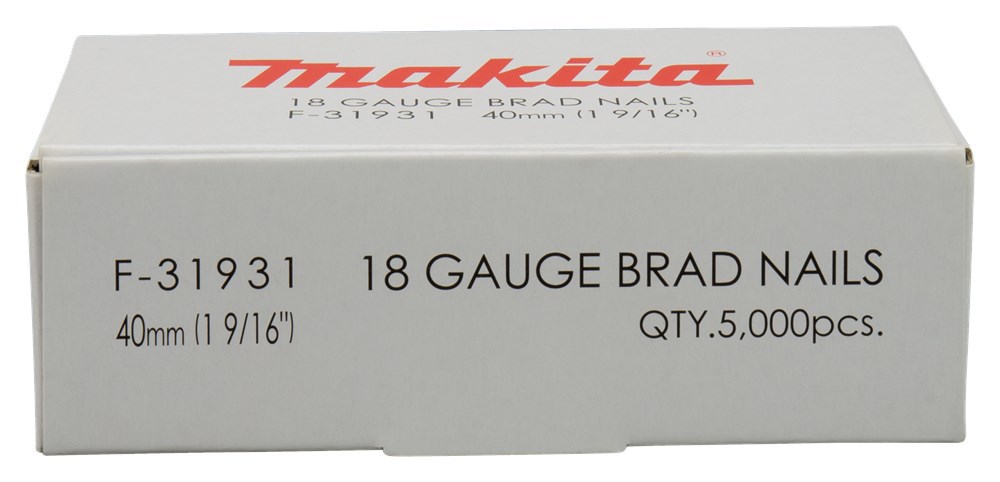 makita®
18 GAUGE BRAD NAILS
F-31931 40mm (1 9/16")
F-31931 18 GAUGE BRAD NAILS
40mm (1 9/16") QTY.5,000pcs.